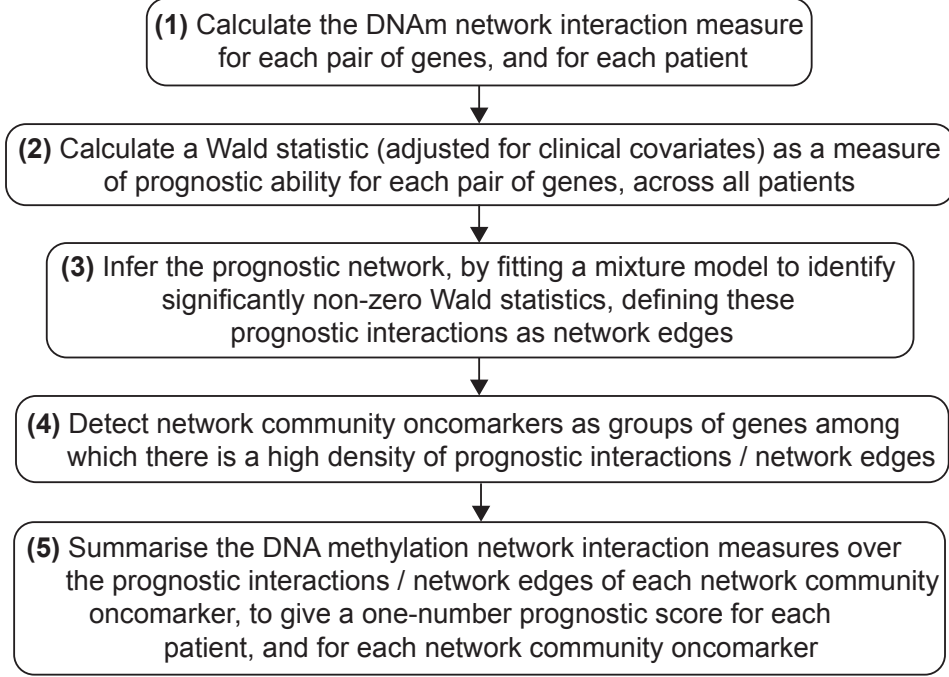 (1) Calculate the DNAm network interaction measure
for each pair of genes, and for each patient
(2) Calculate a Wald statistic (adjusted for clinical covariates) as a measure
of prognostic ability for each pair of genes, across all patients
(3) Infer the prognostic network, by fitting a mixture model to identify
significantly non-zero Wald statistics, defining these
prognostic interactions as network edges
(4) Detect network community oncomarkers as groups of genes among
which there is a high density of prognostic interactions / network edges
(5) Summarise the DNA methylation network interaction measures over
the prognostic interactions / network edges of each network community
oncomarker, to give a one-number prognostic score for each
patient, and for each network community oncomarker